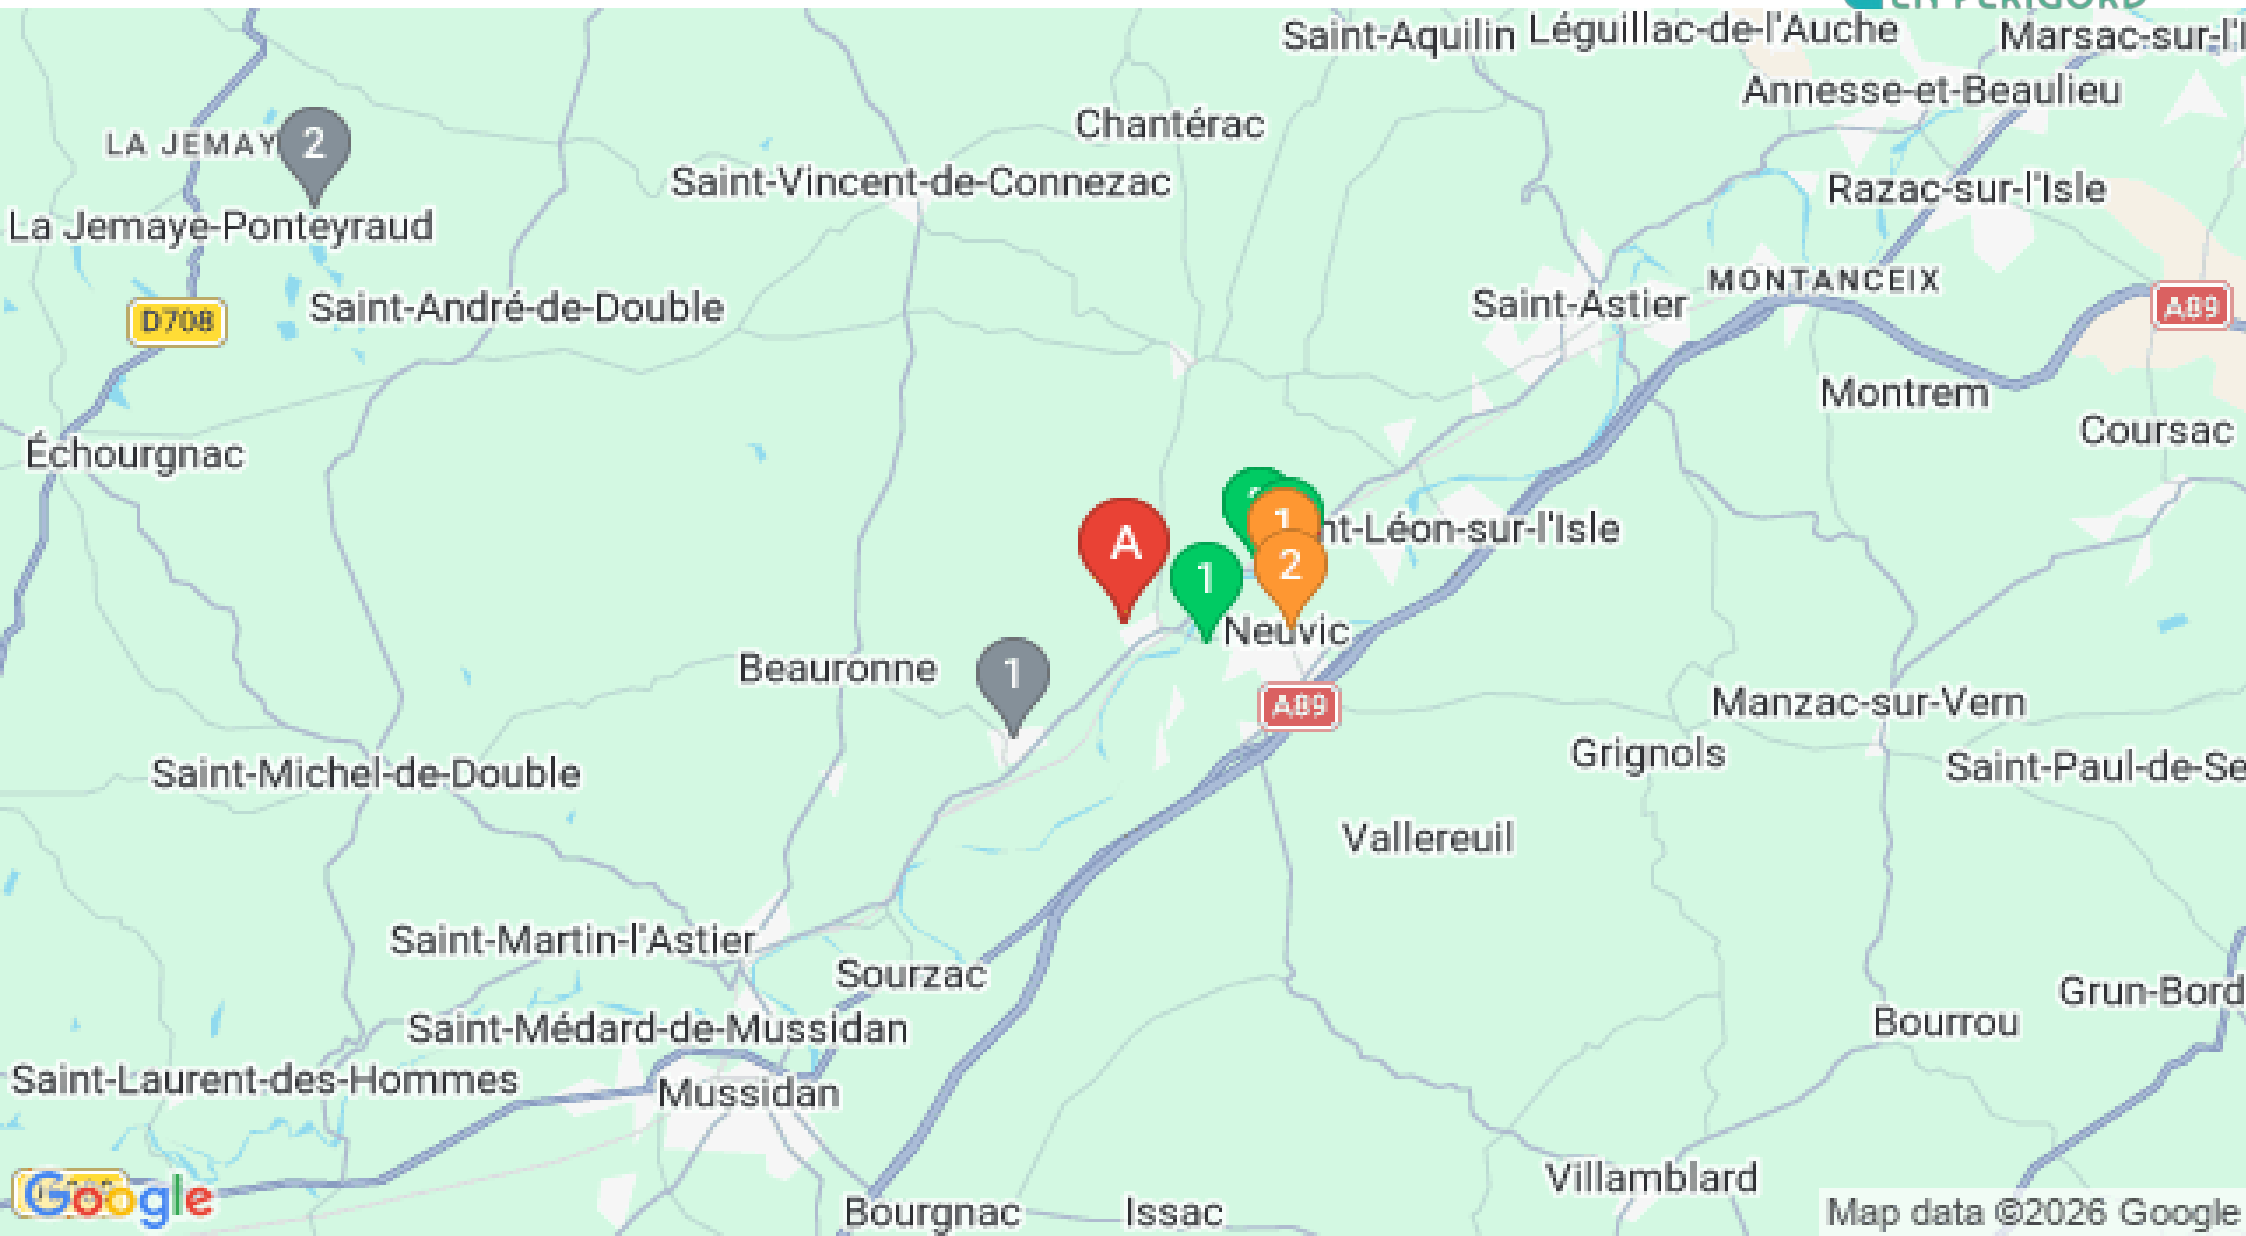 EN PÉRIGORD
Saint-Aquilin
Léguillac-de-l'Auche
Marsac-sur-l'I
Annesse-et-Beaulieu
Chantérac
LA JEMAY
2
Saint-Vincent-de-Connezac
Razac-sur-l'Isle
La Jemaye-Ponteyraud
MONTANCEIX
Saint-André-de-Double
Saint-Astier
A89
D708
Montrem
Coursac
Échourgnac
1
nt-Léon-sur-l'Isle
A
2
1
Neuvic
Beauronne
1
A89
Manzac-sur-Vern
Grignols
Saint-Michel-de-Double
Saint-Paul-de-Se
Vallereuil
Saint-Martin-l'Astier
Sourzac
Grun-Bord
Saint-Médard-de-Mussidan
Bourrou
Saint-Laurent-des-Hommes
Mussidan
Villamblard
Google
Bourgnac
Issac
Map data ©2026 Google